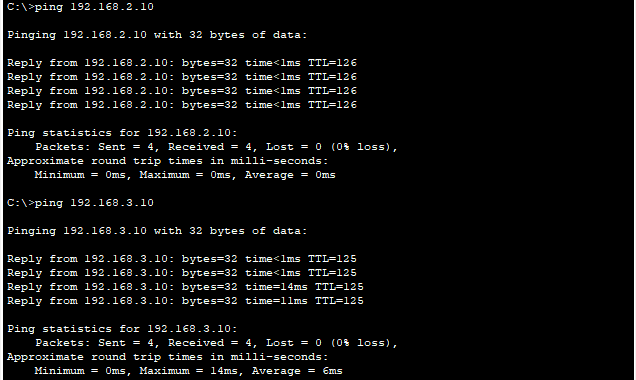 C:\>ping 192.168.2.10
Pinging 192.168.2.10 with 32 bytes of data:
Reply from 192.168.2.10: bytes=32 time<1ms TTL=126
Reply from 192.168.2.10: bytes=32 time<1ms TTL=126
Reply from 192.168.2.10: bytes=32 time<1ms TTL=126
Reply from 192.168.2.10: bytes=32 time<1ms TTL=126
Ping statistics for 192.168.2.10:
    Packets: Sent = 4, Received = 4, Lost = 0 (0% loss),
Approximate round trip times in milli-seconds:
    Minimum = 0ms, Maximum = 0ms, Average = 0ms
C:\>ping 192.168.3.10
Pinging 192.168.3.10 with 32 bytes of data:
Reply from 192.168.3.10: bytes=32 time<1ms TTL=125
Reply from 192.168.3.10: bytes=32 time<1ms TTL=125
Reply from 192.168.3.10: bytes=32 time=14ms TTL=125
Reply from 192.168.3.10: bytes=32 time=11ms TTL=125
Ping statistics for 192.168.3.10:
    Packets: Sent = 4, Received = 4, Lost = 0 (0% loss),
Approximate round trip times in milli-seconds:
    Minimum = 0ms, Maximum = 14ms, Average = 6ms